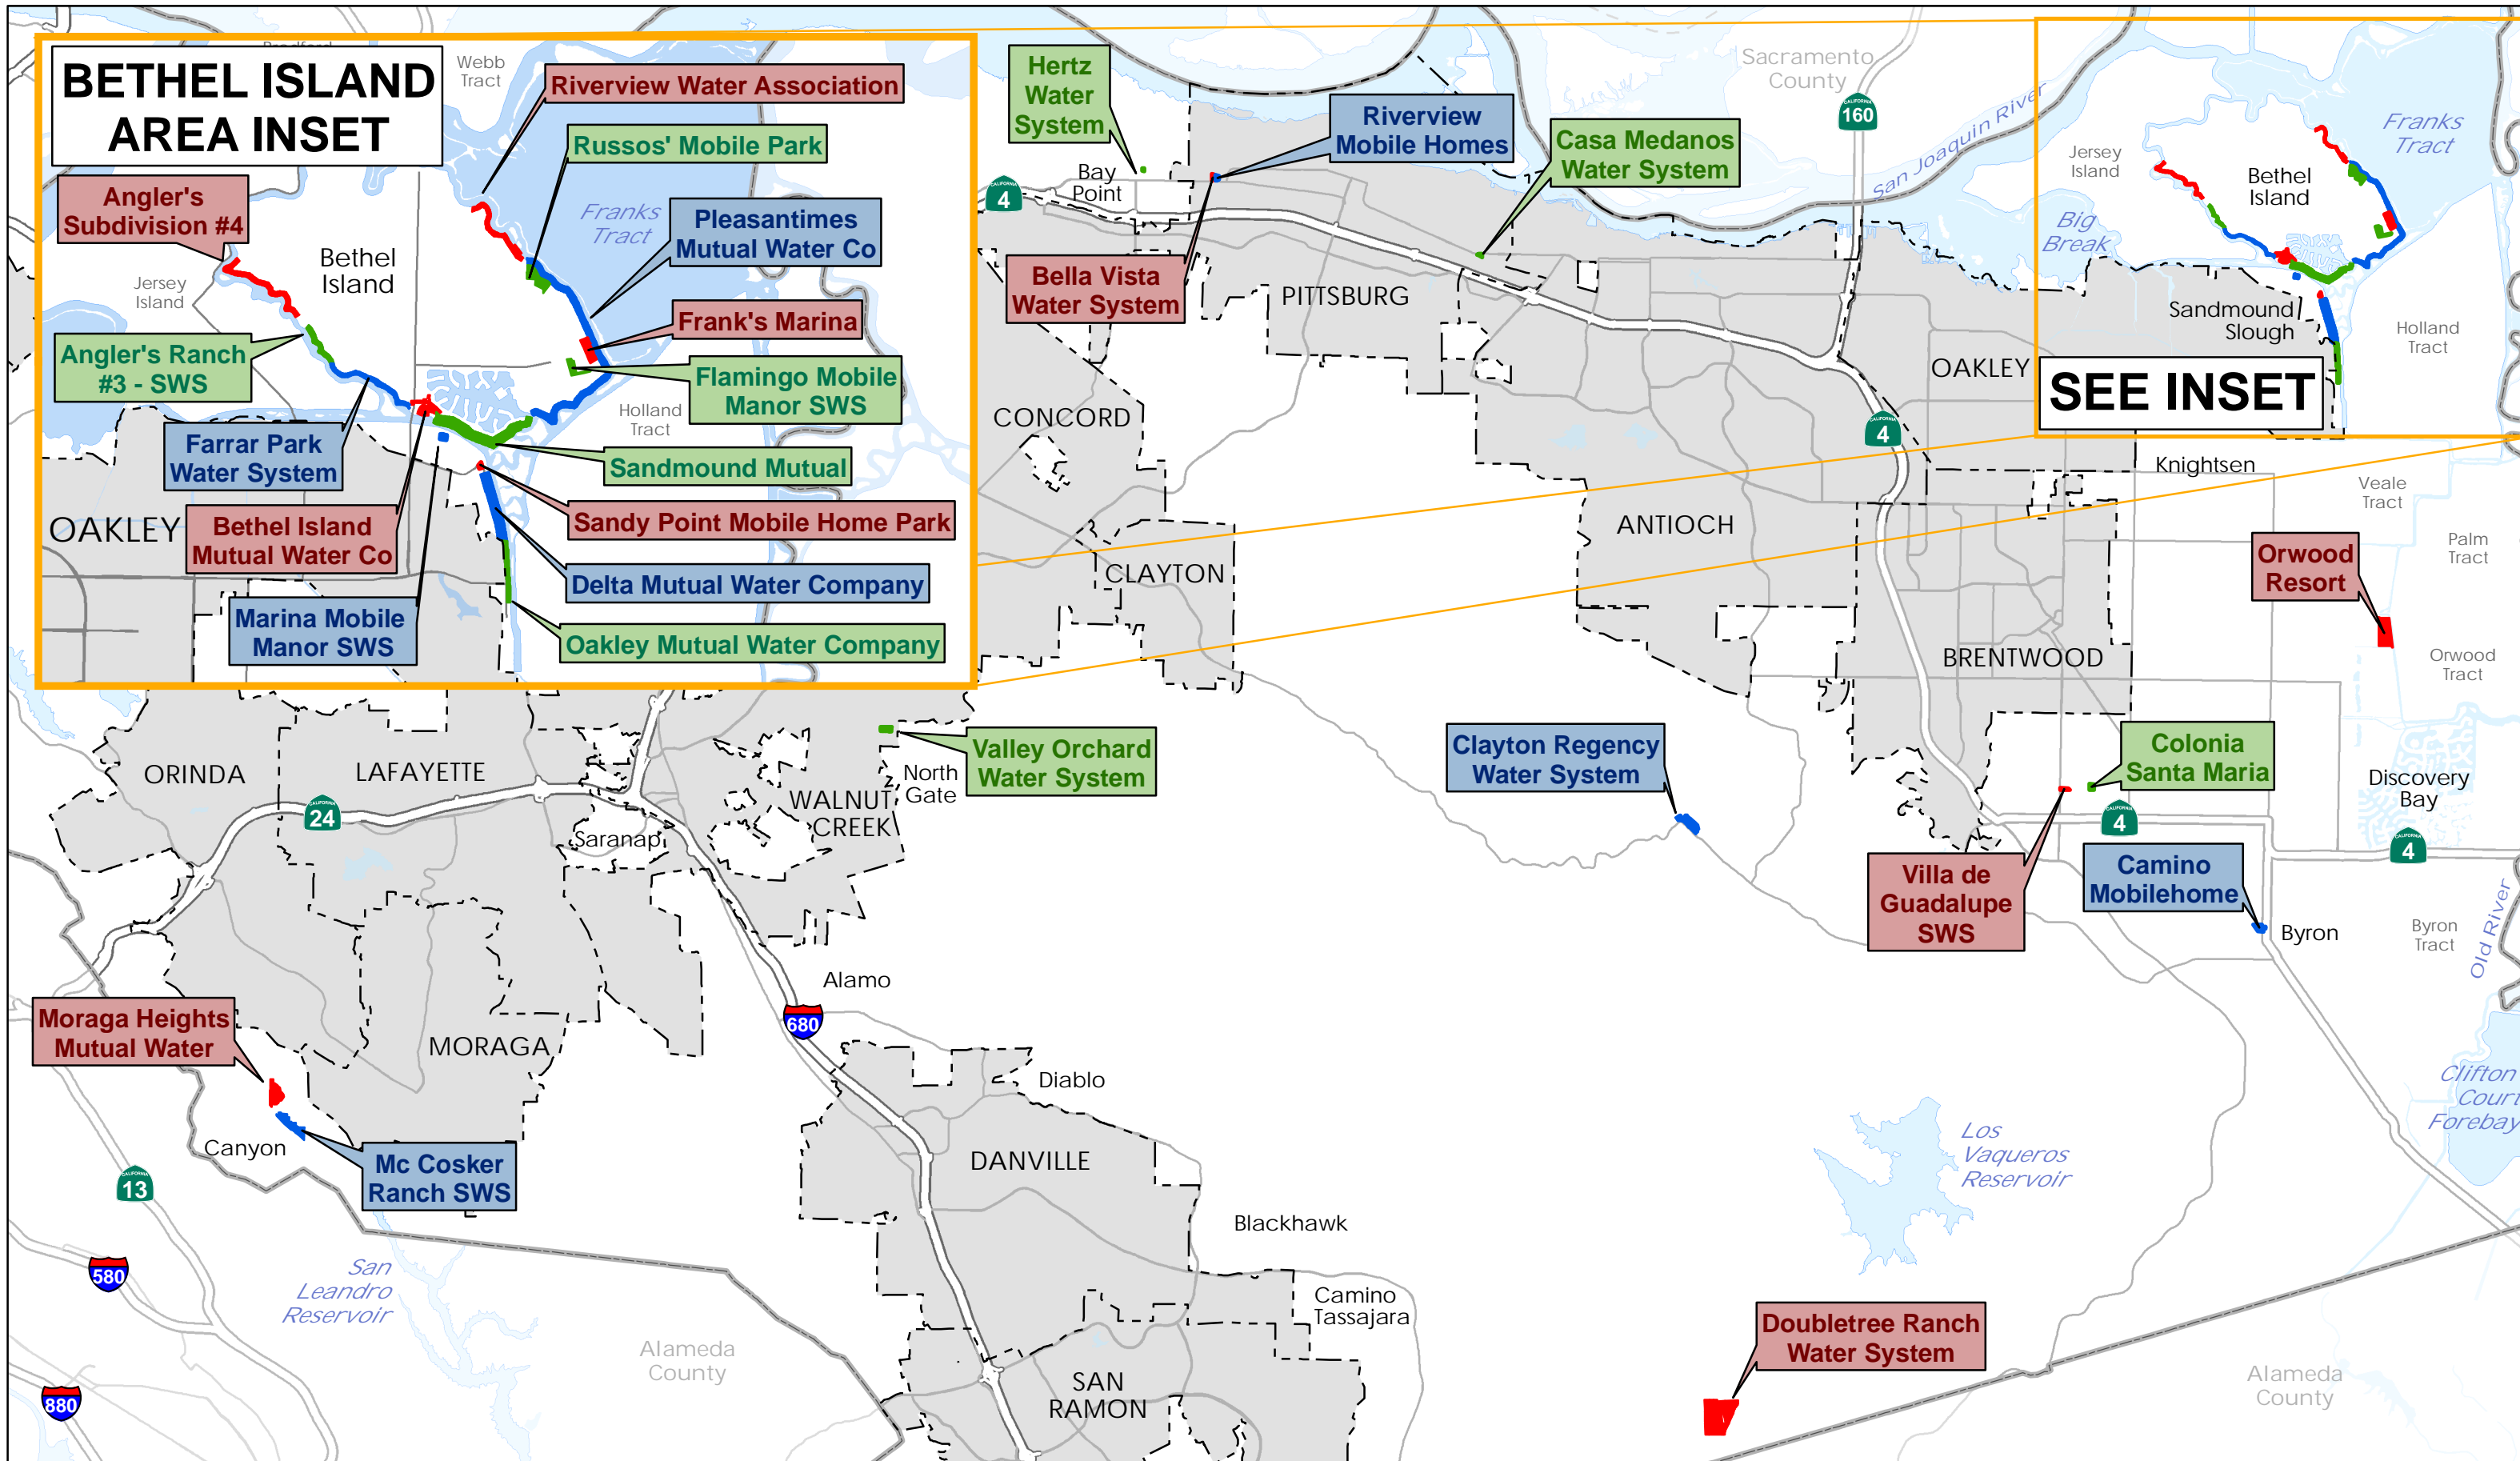 BETHEL ISLAND
AREA INSET
Webb
Tract
Riverview Water Association
Russos' Mobile Park
Franks
Tract
Pleasantimes
Mutual Water Co
Angler's
Subdivision #4
Bethel
Island
Jersey
Island
Frank's Marina
Angler's Ranch
#3 - SWS
Flamingo Mobile
Manor SWS
Holland
Tract
Farrar Park
Water System
Sandmound Mutual
OAKLEY
Bethel Island
Mutual Water Co
Sandy Point Mobile Home Park
Delta Mutual Water Company
Marina Mobile
Manor SWS
Oakley Mutual Water Company
Hertz
Water
System
Bay
Point
CALIFORNIA
4
Riverview
Mobile Homes
Casa Medanos
Water System
Bella Vista
Water System
PITTSBURG
Sacramento
County
CALIFORNIA
160
San Joaquin River
Jersey
Island
Bethel
Island
Franks
Tract
Big
Break
Sandmound
Slough
Holland
Tract
SEE INSET
OAKLEY
CALIFORNIA
4
CONCORD
CLAYTON
ANTIOCH
Knightsen
Veale
Tract
Palm
Tract
Orwood
Resort
Orwood
Tract
BRENTWOOD
ORINDA
LAFAYETTE
CALIFORNIA
24
Saranap
WALNUT
CREEK
North
Gate
Valley Orchard
Water System
Clayton Regency
Water System
Colonia
Santa Maria
Discovery
Bay
CALIFORNIA
4
CALIFORNIA
4
Villa de
Guadalupe
SWS
Camino
Mobilehome
Byron
Byron
Tract
Old River
Alamo
680
Moraga Heights
Mutual Water
MORAGA
Diablo
Canyon
Mc Cosker
Ranch SWS
CALIFORNIA
13
DANVILLE
Blackhawk
Los
Vaqueros
Reservoir
Clifton
Court
Forebay
580
San
Leandro
Reservoir
Camino
Tassajara
Alameda
County
Doubletree Ranch
Water System
SAN
RAMON
880
Alameda
County